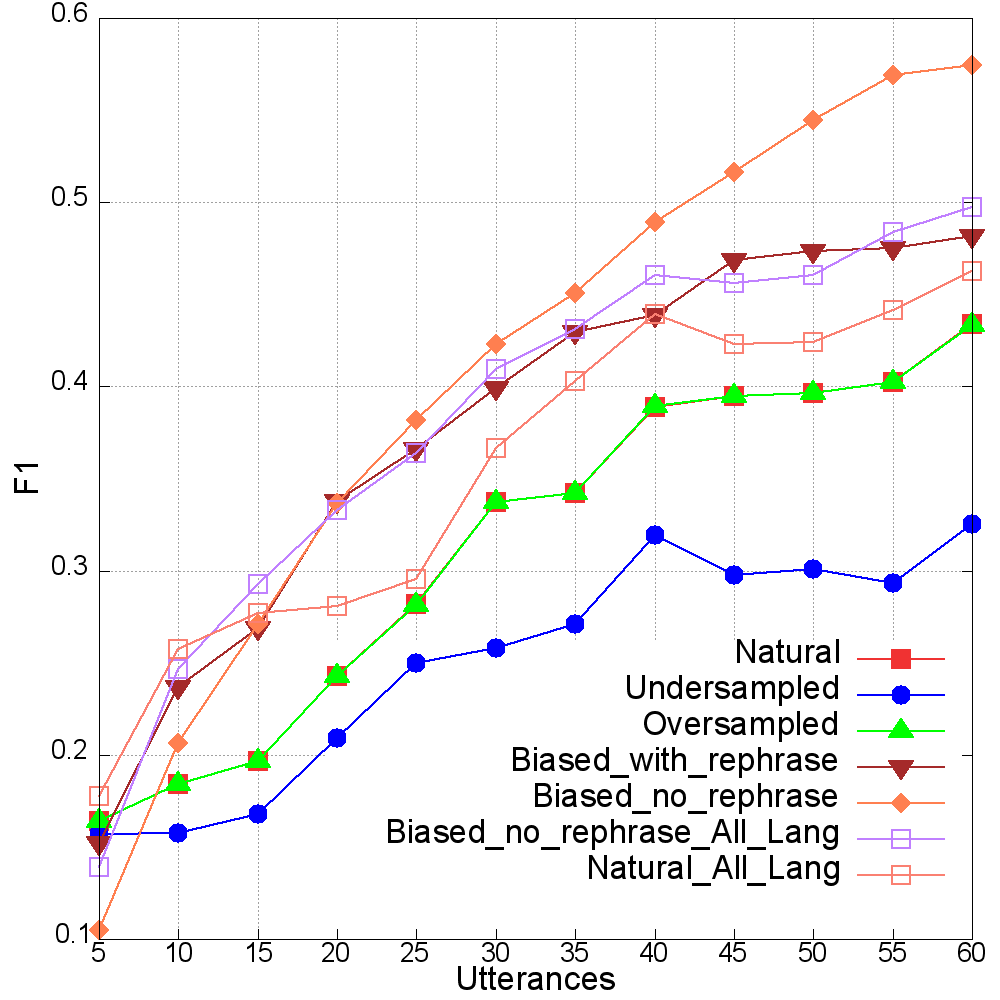 0.6
0.5
0.4
0.3
0.2
0.1
F1
Natural
Undersampled
Oversampled
Biased_with_rephrase
Biased_no_rephrase
Biased_no_rephrase_All_Lang
Natural_All_Lang
5 10 15 20 25 30 35 40 45 50 55 60
Utterances